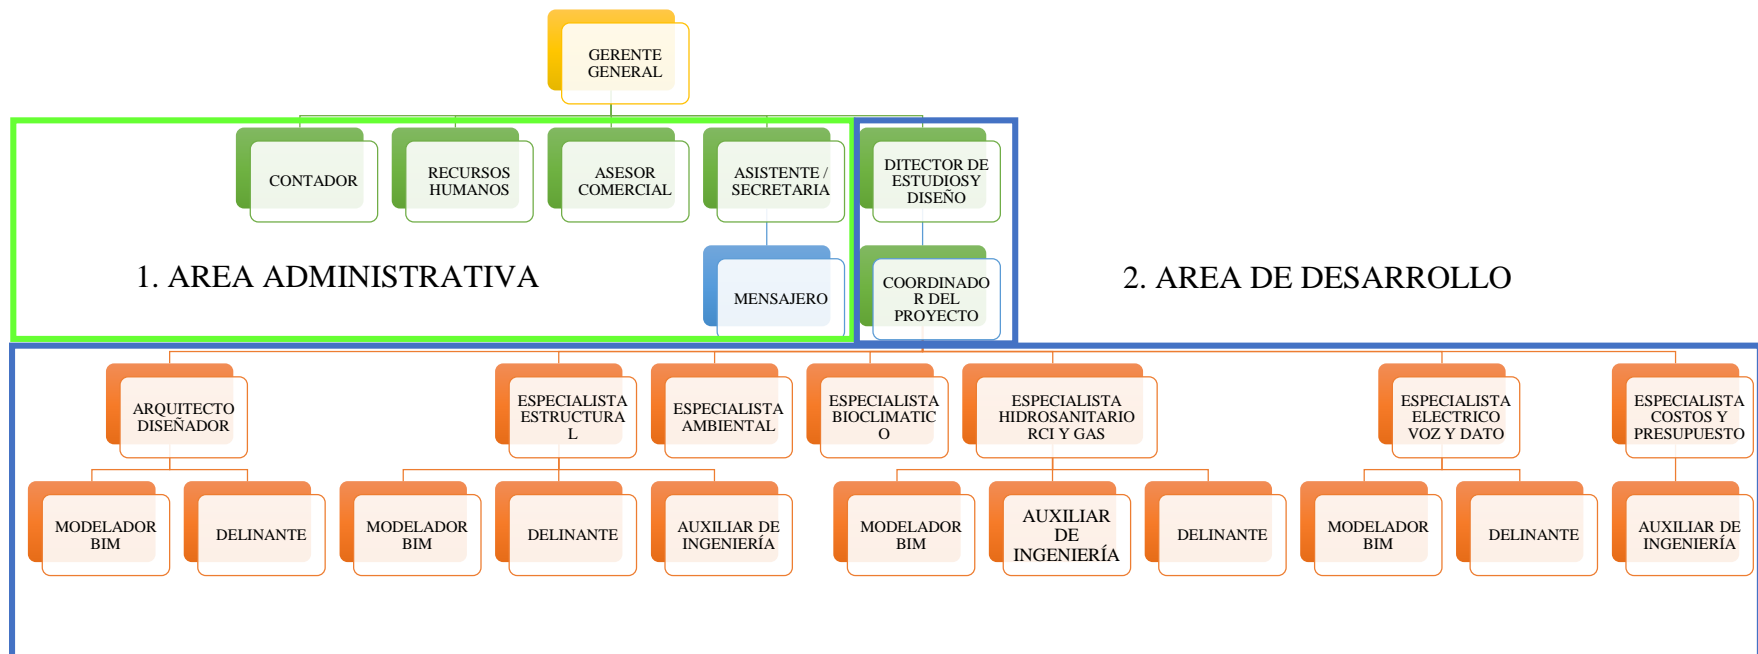 GERENTE
GENERAL
CONTADOR
RECURSOS
HUMANOS
ASESOR
COMERCIAL
ASISTENTE /
SECRETARIA
DITECTOR DE
ESTUDIOSY
DISEÑO
1. AREA ADMINISTRATIVA
MENSAJERO
COORDINADO
R DEL
PROYECTO
2. AREA DE DESARROLLO
ARQUITECTO
DISEÑADOR
ESPECIALISTA
ESTRUCTURA
L
ESPECIALISTA
AMBIENTAL
ESPECIALISTA
BIOCLIMATIC
O
ESPECIALISTA
HIDROSANITARIO
RCI Y GAS
ESPECIALISTA
ELECTRICO
VOZ Y DATO
ESPECIALISTA
COSTOS Y
PRESUPUESTO
MODELADOR
BIM
DELINANTE
MODELADOR
BIM
DELINANTE
AUXILIAR DE
INGENIERÍA
MODELADOR
BIM
AUXILIAR
DE
INGENIERÍA
DELINANTE
MODELADOR
BIM
DELINANTE
AUXILIAR DE
INGENIERÍA